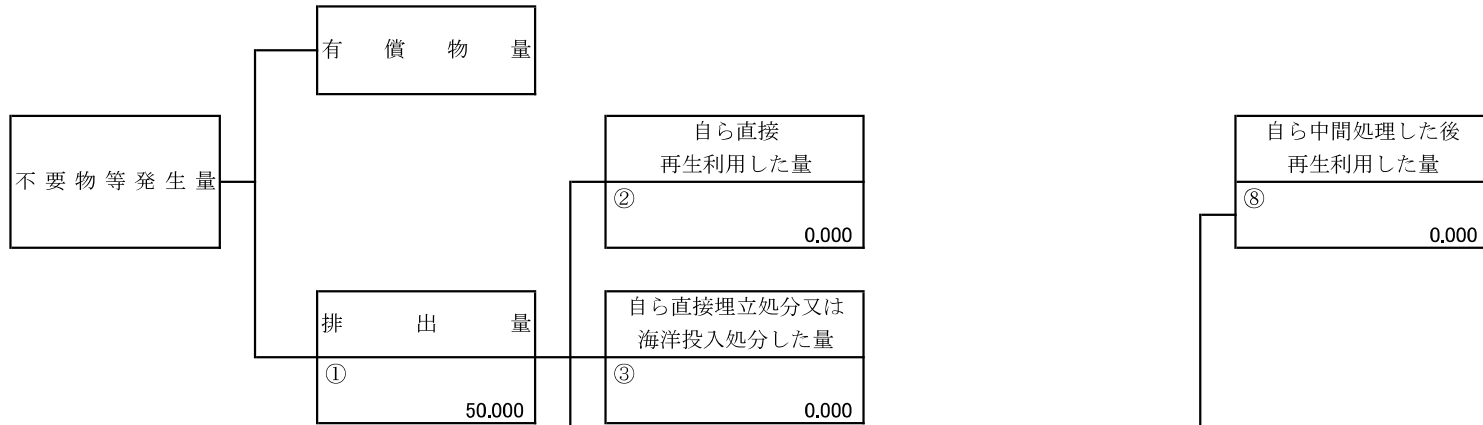 有償物量
自ら直接
再生利用した量
②
0.000
自ら中間処理した後
再生利用した量
⑧
0.000
不要物等発生量
排出量
①
50.000
自ら直接埋立処分又は
海洋投入処分した量
③
0.000